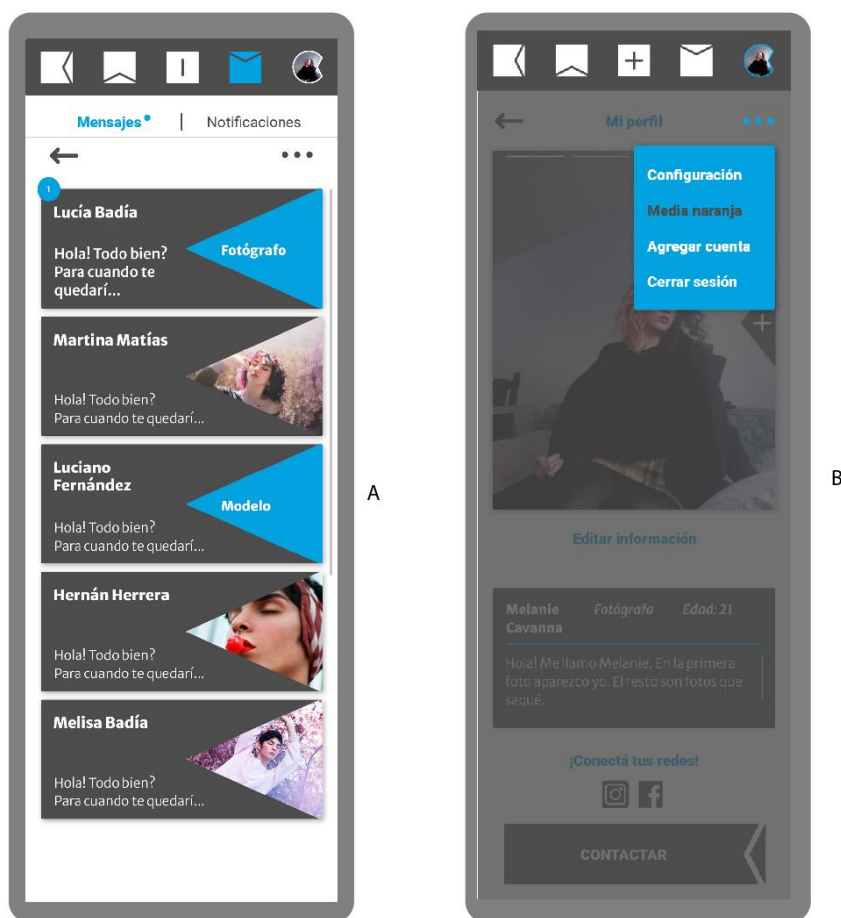 Mensajes | Notificaciones
1
Lucía Badía
Hola! Todo bien?
Para cuando te
quedarí...
Fotógrafo
Martina Matías
Hola! Todo bien?
Para cuando te quedarí...
Luciano
Fernández
Hola! Todo bien?
Para cuando te quedarí...
Modelo
Hernán Herrera
Hola! Todo bien?
Para cuando te quedarí...
Melisa Badía
Hola! Todo bien?
Para cuando te quedarí...
A
Mi perfil
Configuración
Media naranja
Agregar cuenta
Cerrar sesión
Editar información
Melanie
Cavanna
Fotógrafa
Edad: 21
Hola! Me llamo Melanie. En la primera
foto aparezco yo. El resto son fotos que
saqué.
¡Conectá tus redes!
CONTACTAR
B